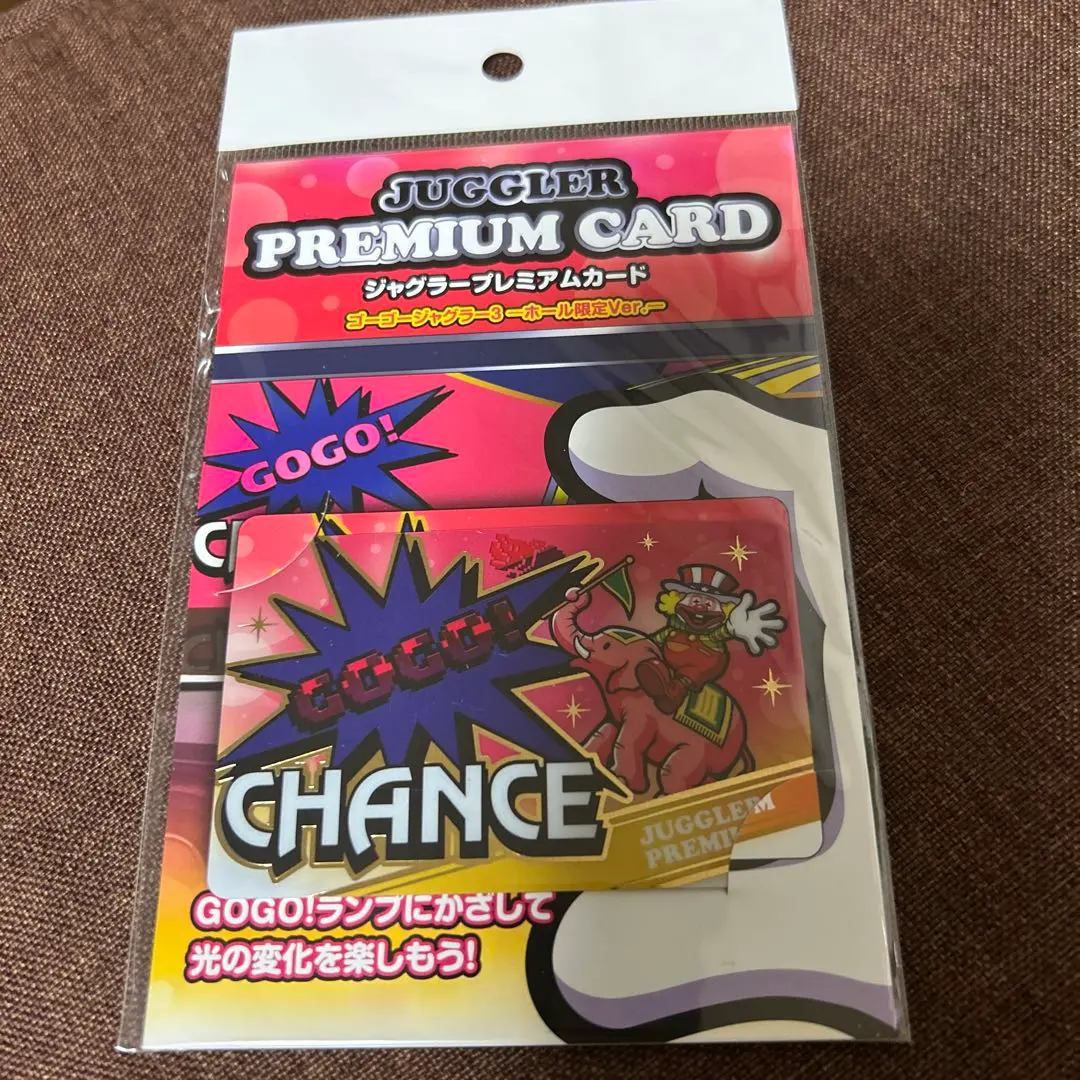 JUGGLER
PREMIUM CARD
ジャグラープレミアムカード
ゴーゴージャグラー3 ーホール限定Ver.ー
GOGO!
C
GOGO!
CHANCE
JUGGLER
PREMI
GOGO!ランプにかざして
光の変化を楽しもう!